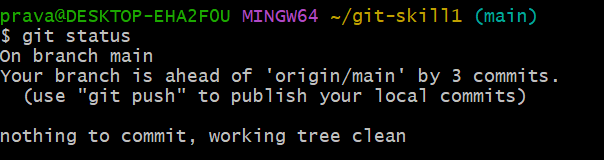 prava@DESKTOP-EHA2F0U MINGW64 ~/git-skill1 (main)
$ git status
On branch main
Your branch is ahead of 'origin/main' by 3 commits.
  (use "git push" to publish your local commits)

nothing to commit, working tree clean